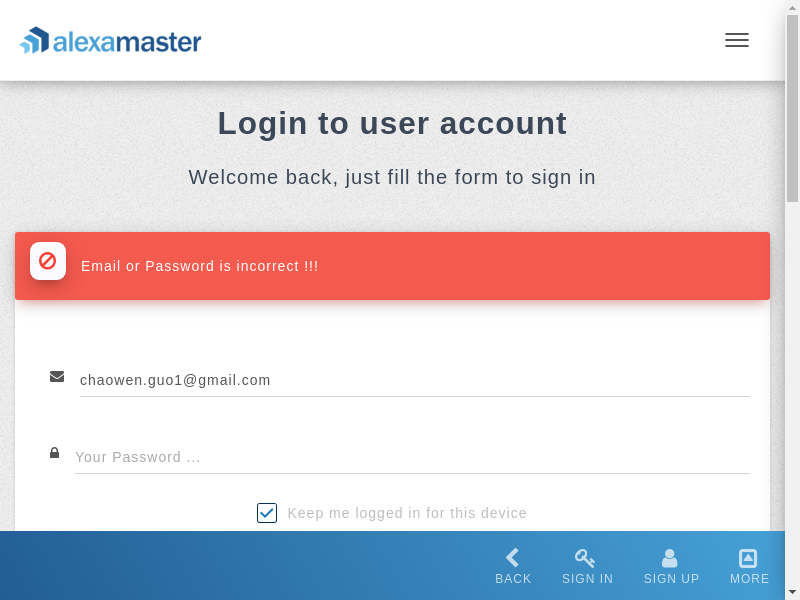 alexamaster
Login to user account
Welcome back, just fill the form to sign in
Email or Password is incorrect !!!
chaowen.guo1@gmail.com
Your Password ...
Keep me logged in for this device
BACK
SIGN IN
SIGN UP
MORE